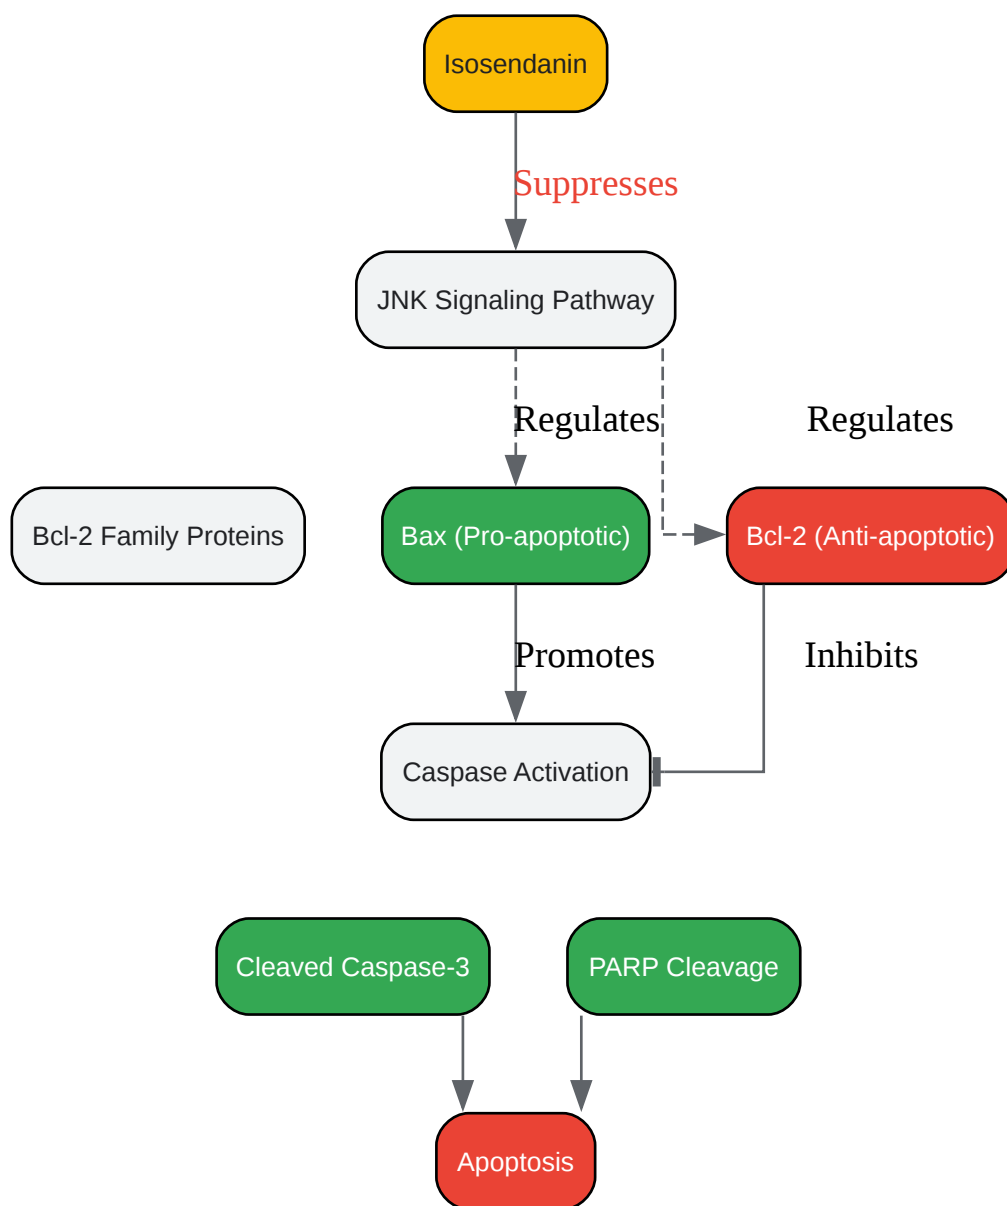 Isosendanin
Suppresses
JNK Signaling Pathway
Regulates
Regulates
Bcl-2 Family Proteins
Bax (Pro-apoptotic)
Bcl-2 (Anti-apoptotic)
Promotes
Inhibits
Caspase Activation
Cleaved Caspase-3
PARP Cleavage
Apoptosis